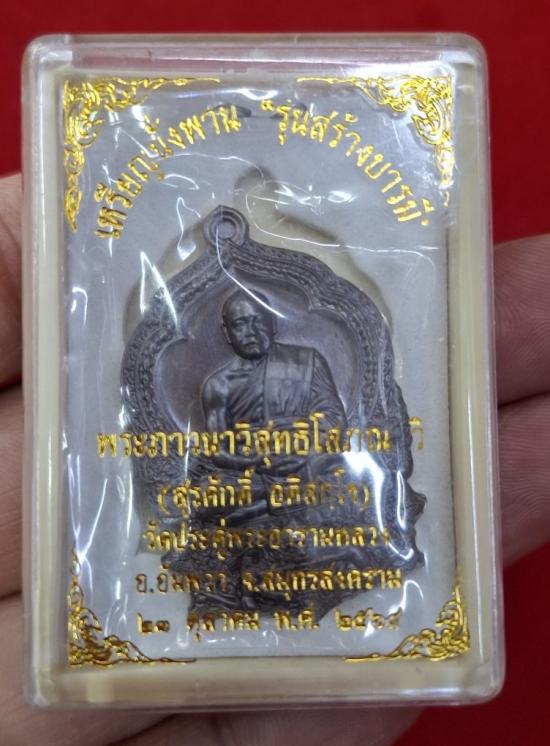 เหรียญนั่งพาน "รุ่นสร้างบารมี"
พระภาวนาวิสุทธิโสภณ วิ
(สุรศักดิ์ อติสกฺโข)
วัดประดู่พระอารามหลวง
อ.อัมพวา จ.สมุทรสงคราม
ตุลาคม พ.ศ.